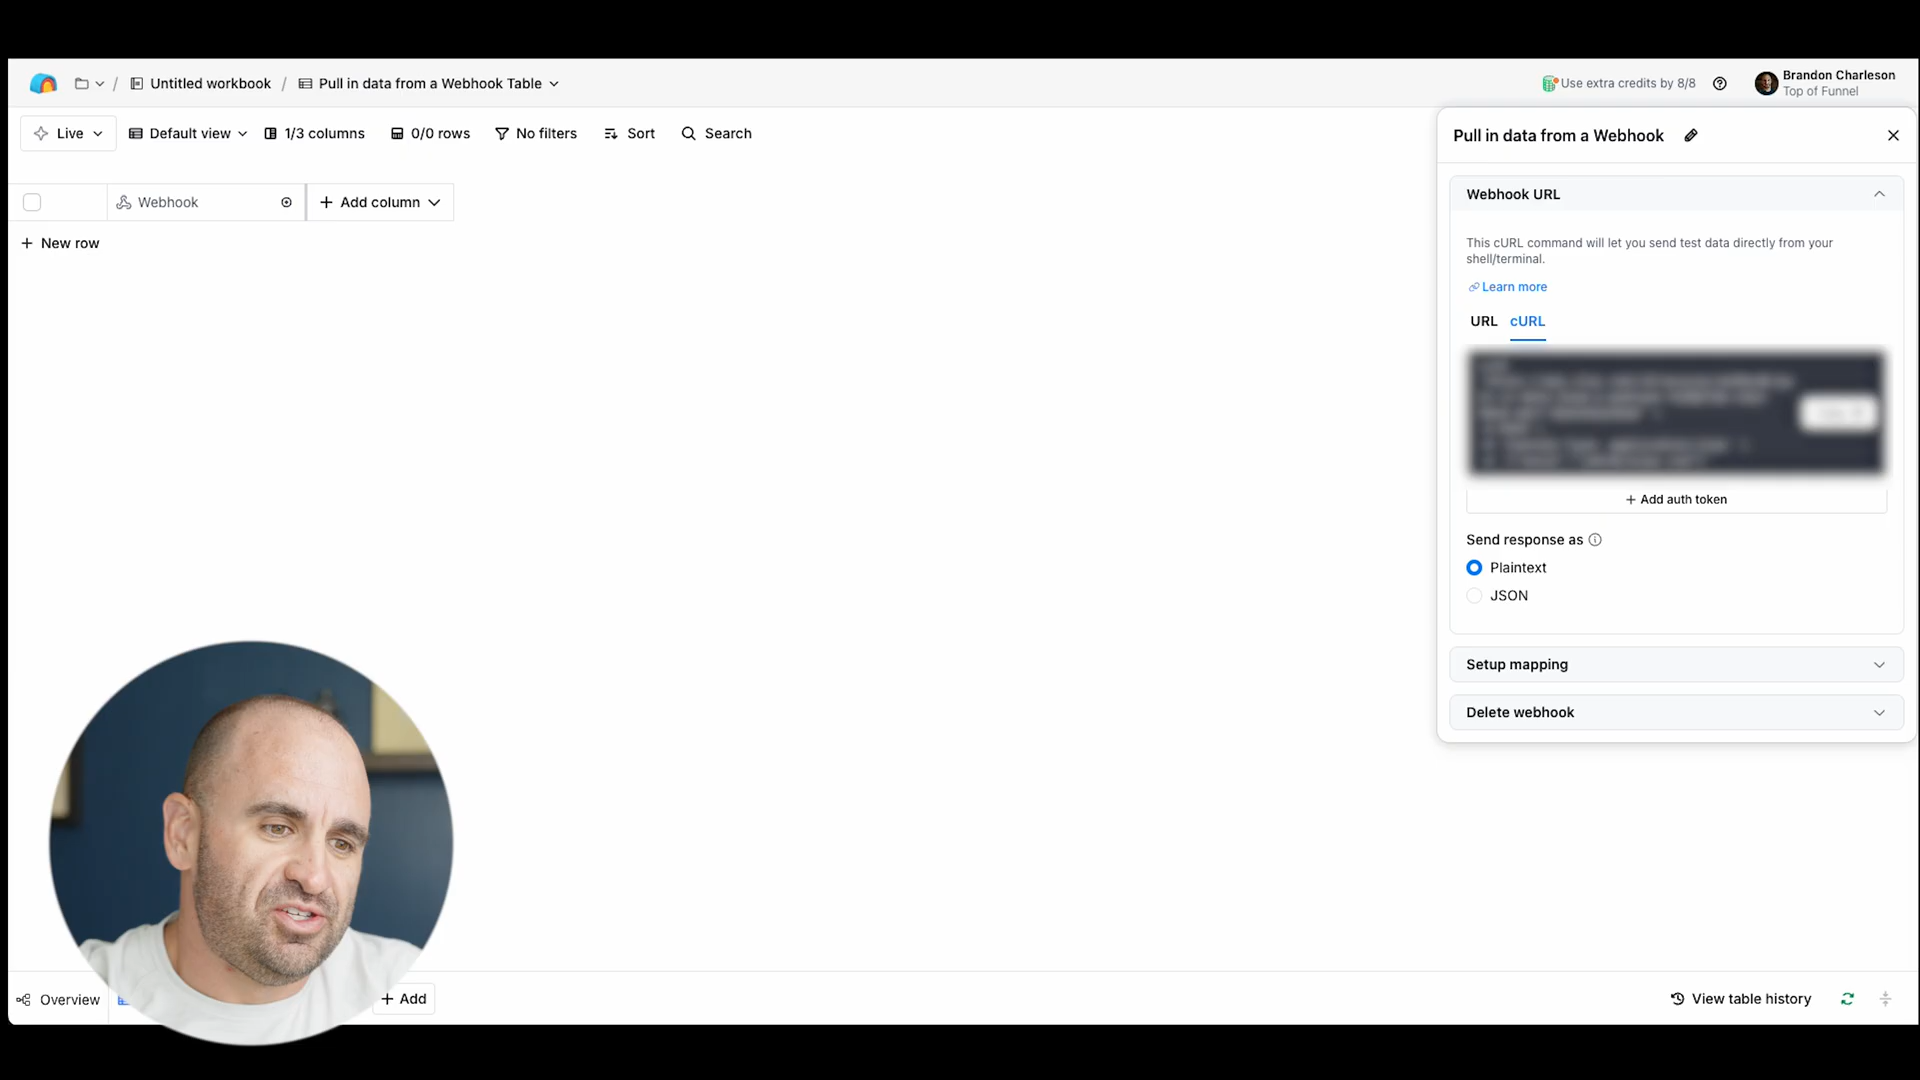 Untitled workbook / Pull in data from a Webhook Table
Use extra credits by 8/8
Brandon Charleson
Top of Funnel
Live
Default view
1/3 columns
0/0 rows
No filters
Sort
Search
Webhook
Add column
New row
Pull in data from a Webhook
Webhook URL
This cURL command will let you send test data directly from your
shell/terminal.
Learn more
URL cURL
+ Add auth token
Send response as
Plaintext
JSON
Setup mapping
Delete webhook
Overview
+ Add
View table history